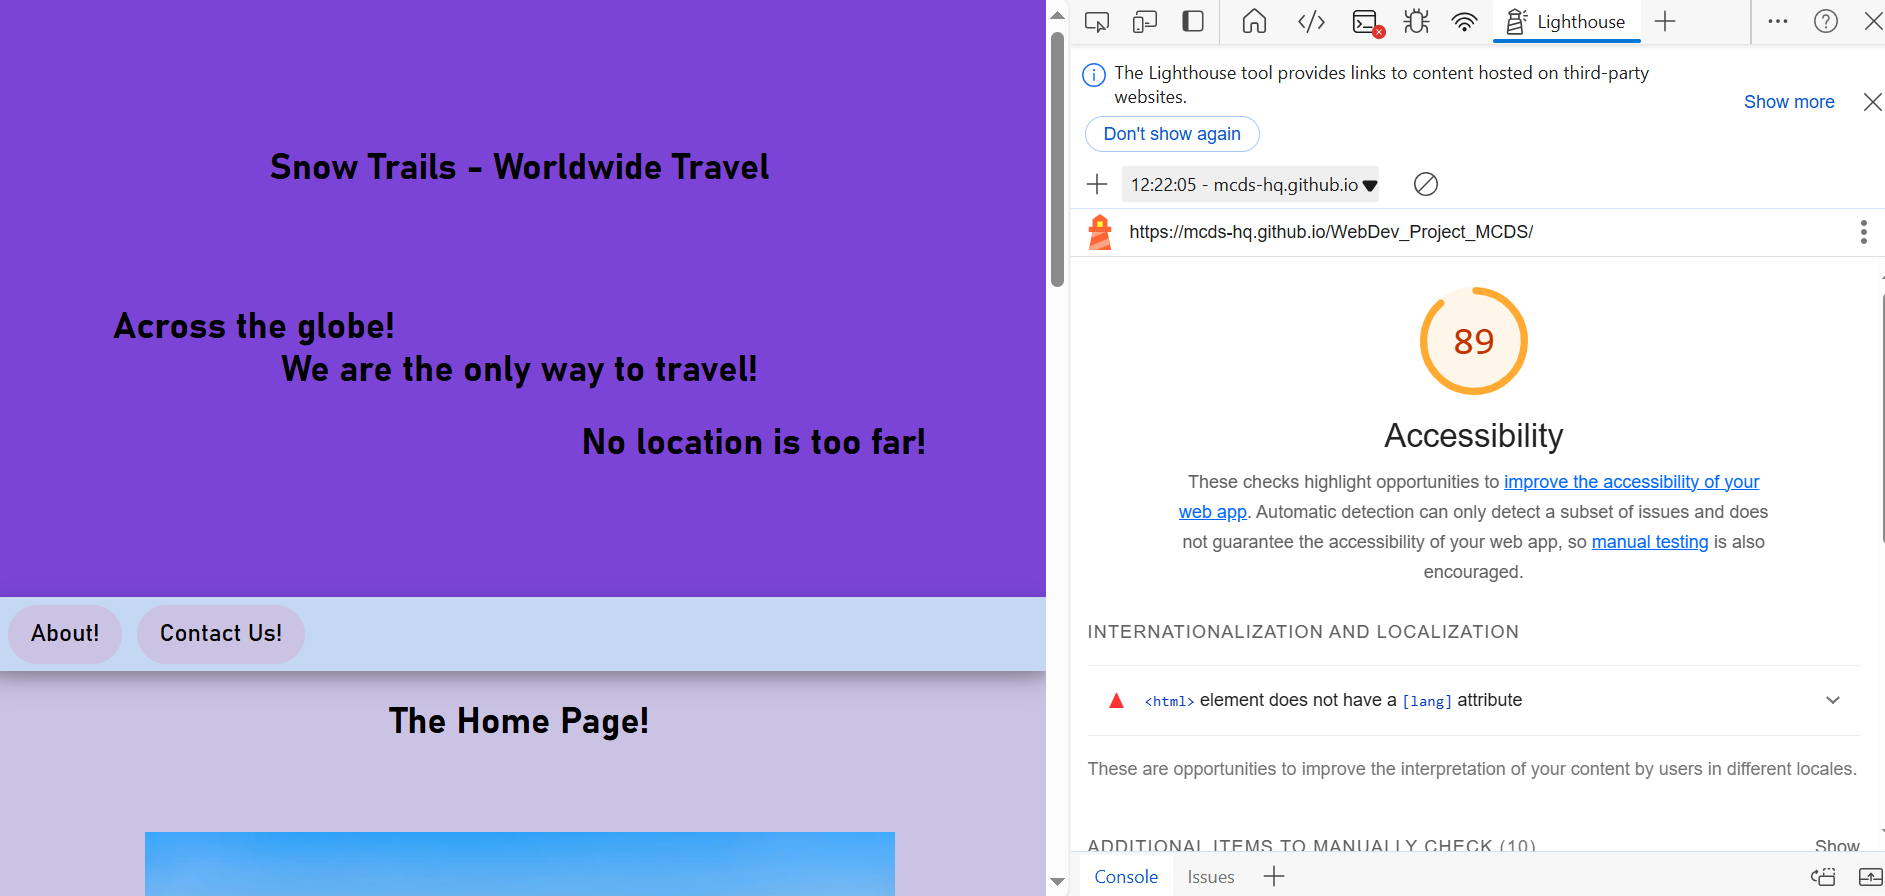 Snow Trails - Worldwide Travel
Across the globe!
We are the only way to travel!
No location is too far!
About!
Contact Us!
The Home Page!
Lighthouse
The Lighthouse tool provides links to content hosted on third-party
websites.
Show more
Don't show again
12:22:05 - mcds-hq.github.io
https://mcds-hq.github.io/WebDev_Project_MCDS/
89
Accessibility
These checks highlight opportunities to improve the accessibility of your
web app. Automatic detection can only detect a subset of issues and does
not guarantee the accessibility of your web app, so manual testing is also
encouraged.
INTERNATIONALIZATION AND LOCALIZATION
<html> element does not have a [lang] attribute
These are opportunities to improve the interpretation of your content by users in different locales.
ADDITIONAL ITEMS TO MANUALLY CHECK (10)
Show
Console
Issues